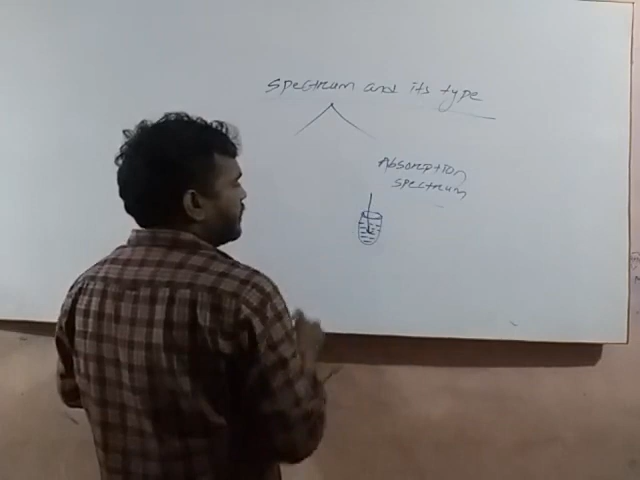 Spectrum and its type
Absorption
spectrum